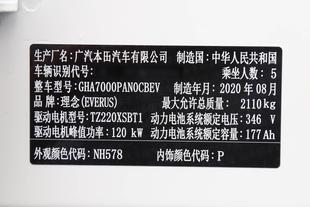 生产厂名：广汽本田汽车有限公司 制造国：中华人民共和国
车辆识别代号： 乘坐人数：5
整车型号：GHA7000PAN0CBEV 制造年月：2020年08月
品牌：理念(EVERUS) 最大允许总质量：2110kg
驱动电机型号：TZ220XSBT1 动力电池系统额定电压：346 V
驱动电机峰值功率：120 kW 动力电池系统额定容量：177 Ah
外观颜色代码：NH578 内饰颜色代码：P